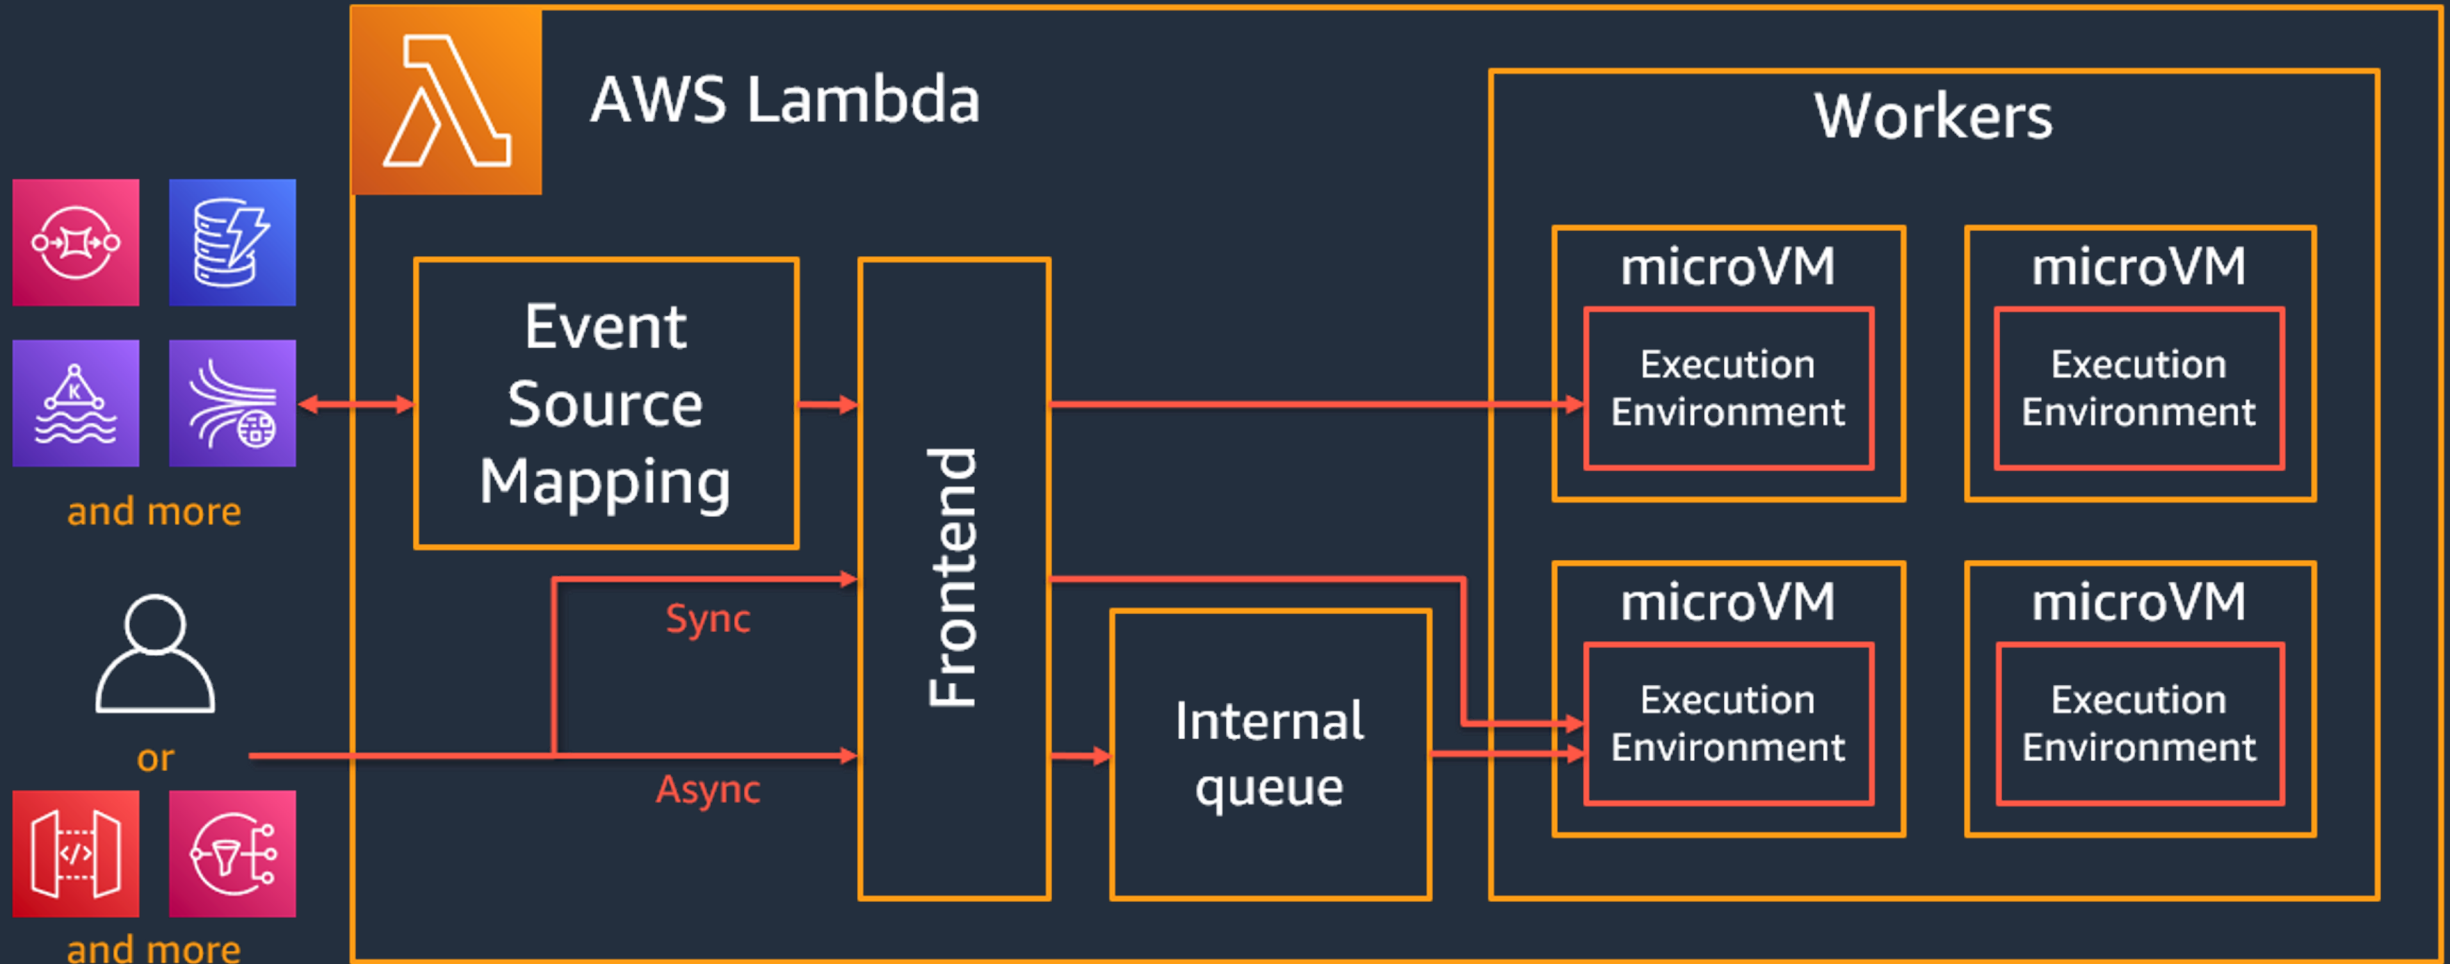 AWS Lambda
Workers
Event
Source
Mapping
Frontend
microVM
Execution
Environment
microVM
Execution
Environment
and more
Sync
Async
or
and more
Internal
queue
microVM
Execution
Environment
microVM
Execution
Environment
K
</>